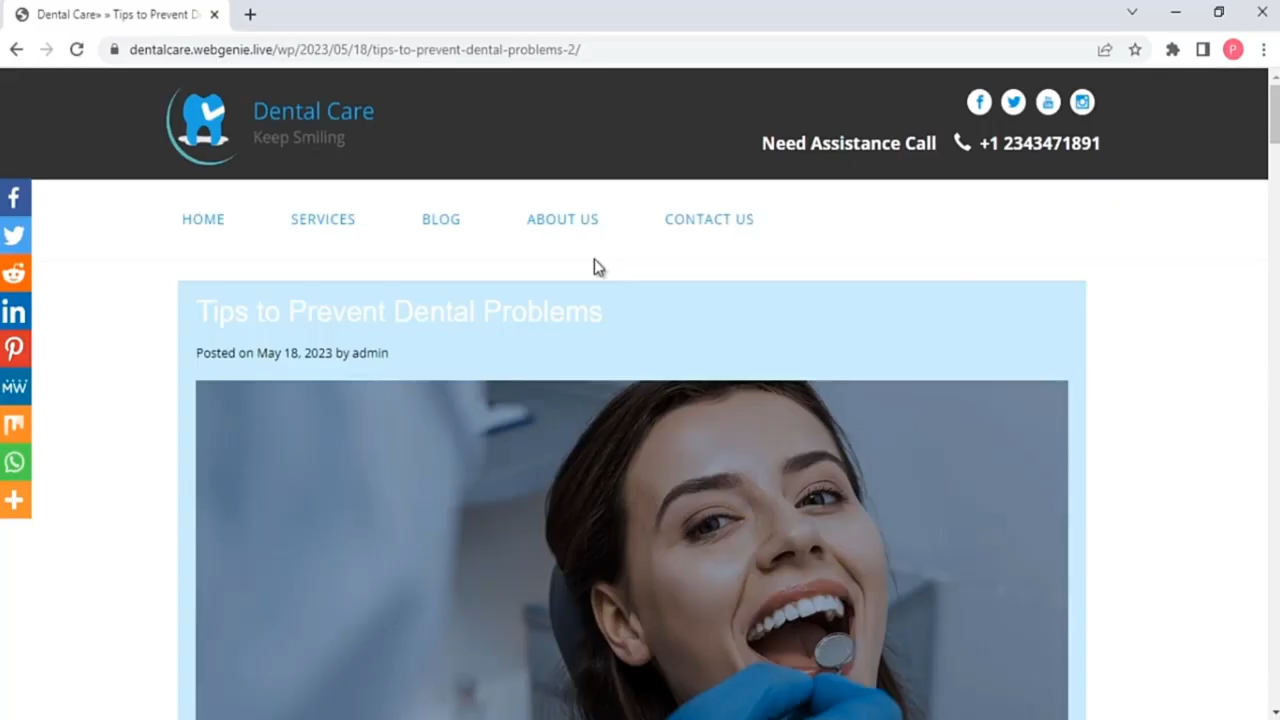 Dental Care» » Tips to Prevent D
dentalcare.webgenie.live/wp/2023/05/18/tips-to-prevent-dental-problems-2/
P
Dental Care
Keep Smiling
Need Assistance Call +1 2343471891
HOME SERVICES BLOG ABOUT US CONTACT US
Tips to Prevent Dental Problems
Posted on May 18, 2023 by admin
MW